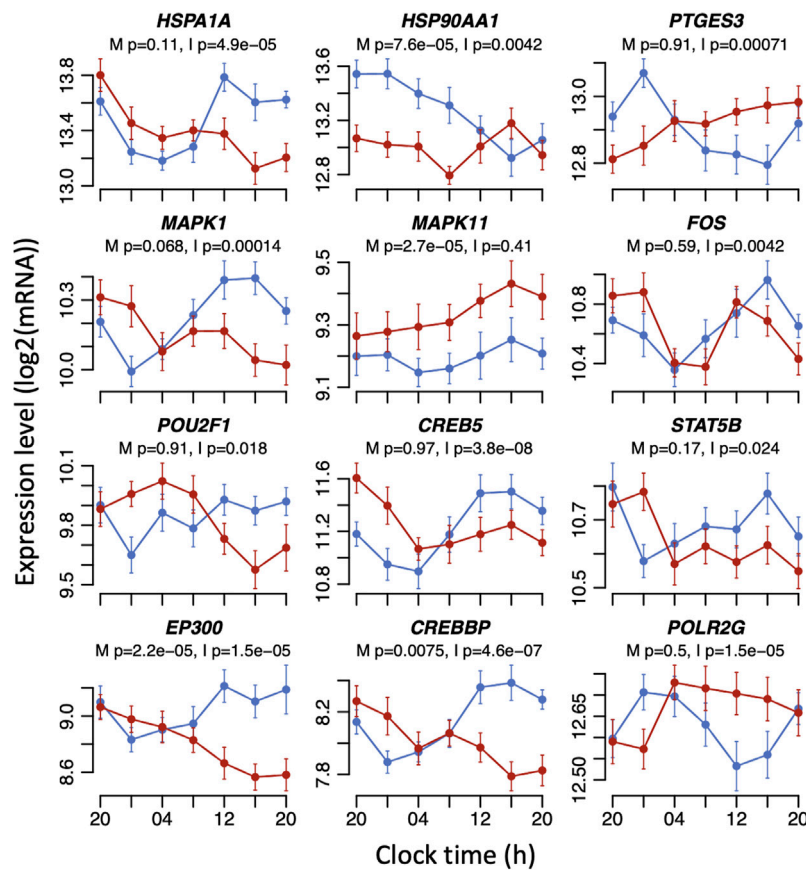 HSPA1A HSP90AA1 PTGES3
M p=0.11, I p=4.9e-05 M p=7.6e-05, I p=0.0042 M p=0.91, I p=0.00071
13.8 13.6 13.0
13.4 13.2 12.8
13.0 12.8
MAPK1 MAPK11 FOS
M p=0.068, I p=0.00014 M p=2.7e-05, I p=0.41 M p=0.59, I p=0.0042
10.3 9.5 10.8
10.0 9.3 10.4
9.1
Expression level (log2(mRNA))
POU2F1 CREB5 STAT5B
M p=0.91, I p=0.018 M p=0.97, I p=3.8e-08 M p=0.17, I p=0.024
10.1 11.6 10.7
9.8 11.2 10.5
9.5 10.8
EP300 CREBBP POLR2G
M p=2.2e-05, I p=1.5e-05 M p=0.0075, I p=4.6e-07 M p=0.5, I p=1.5e-05
9.0 8.2 12.65
8.6 7.8 12.50
20 04 12 20 20 04 12 20 20 04 12 20
Clock time (h)